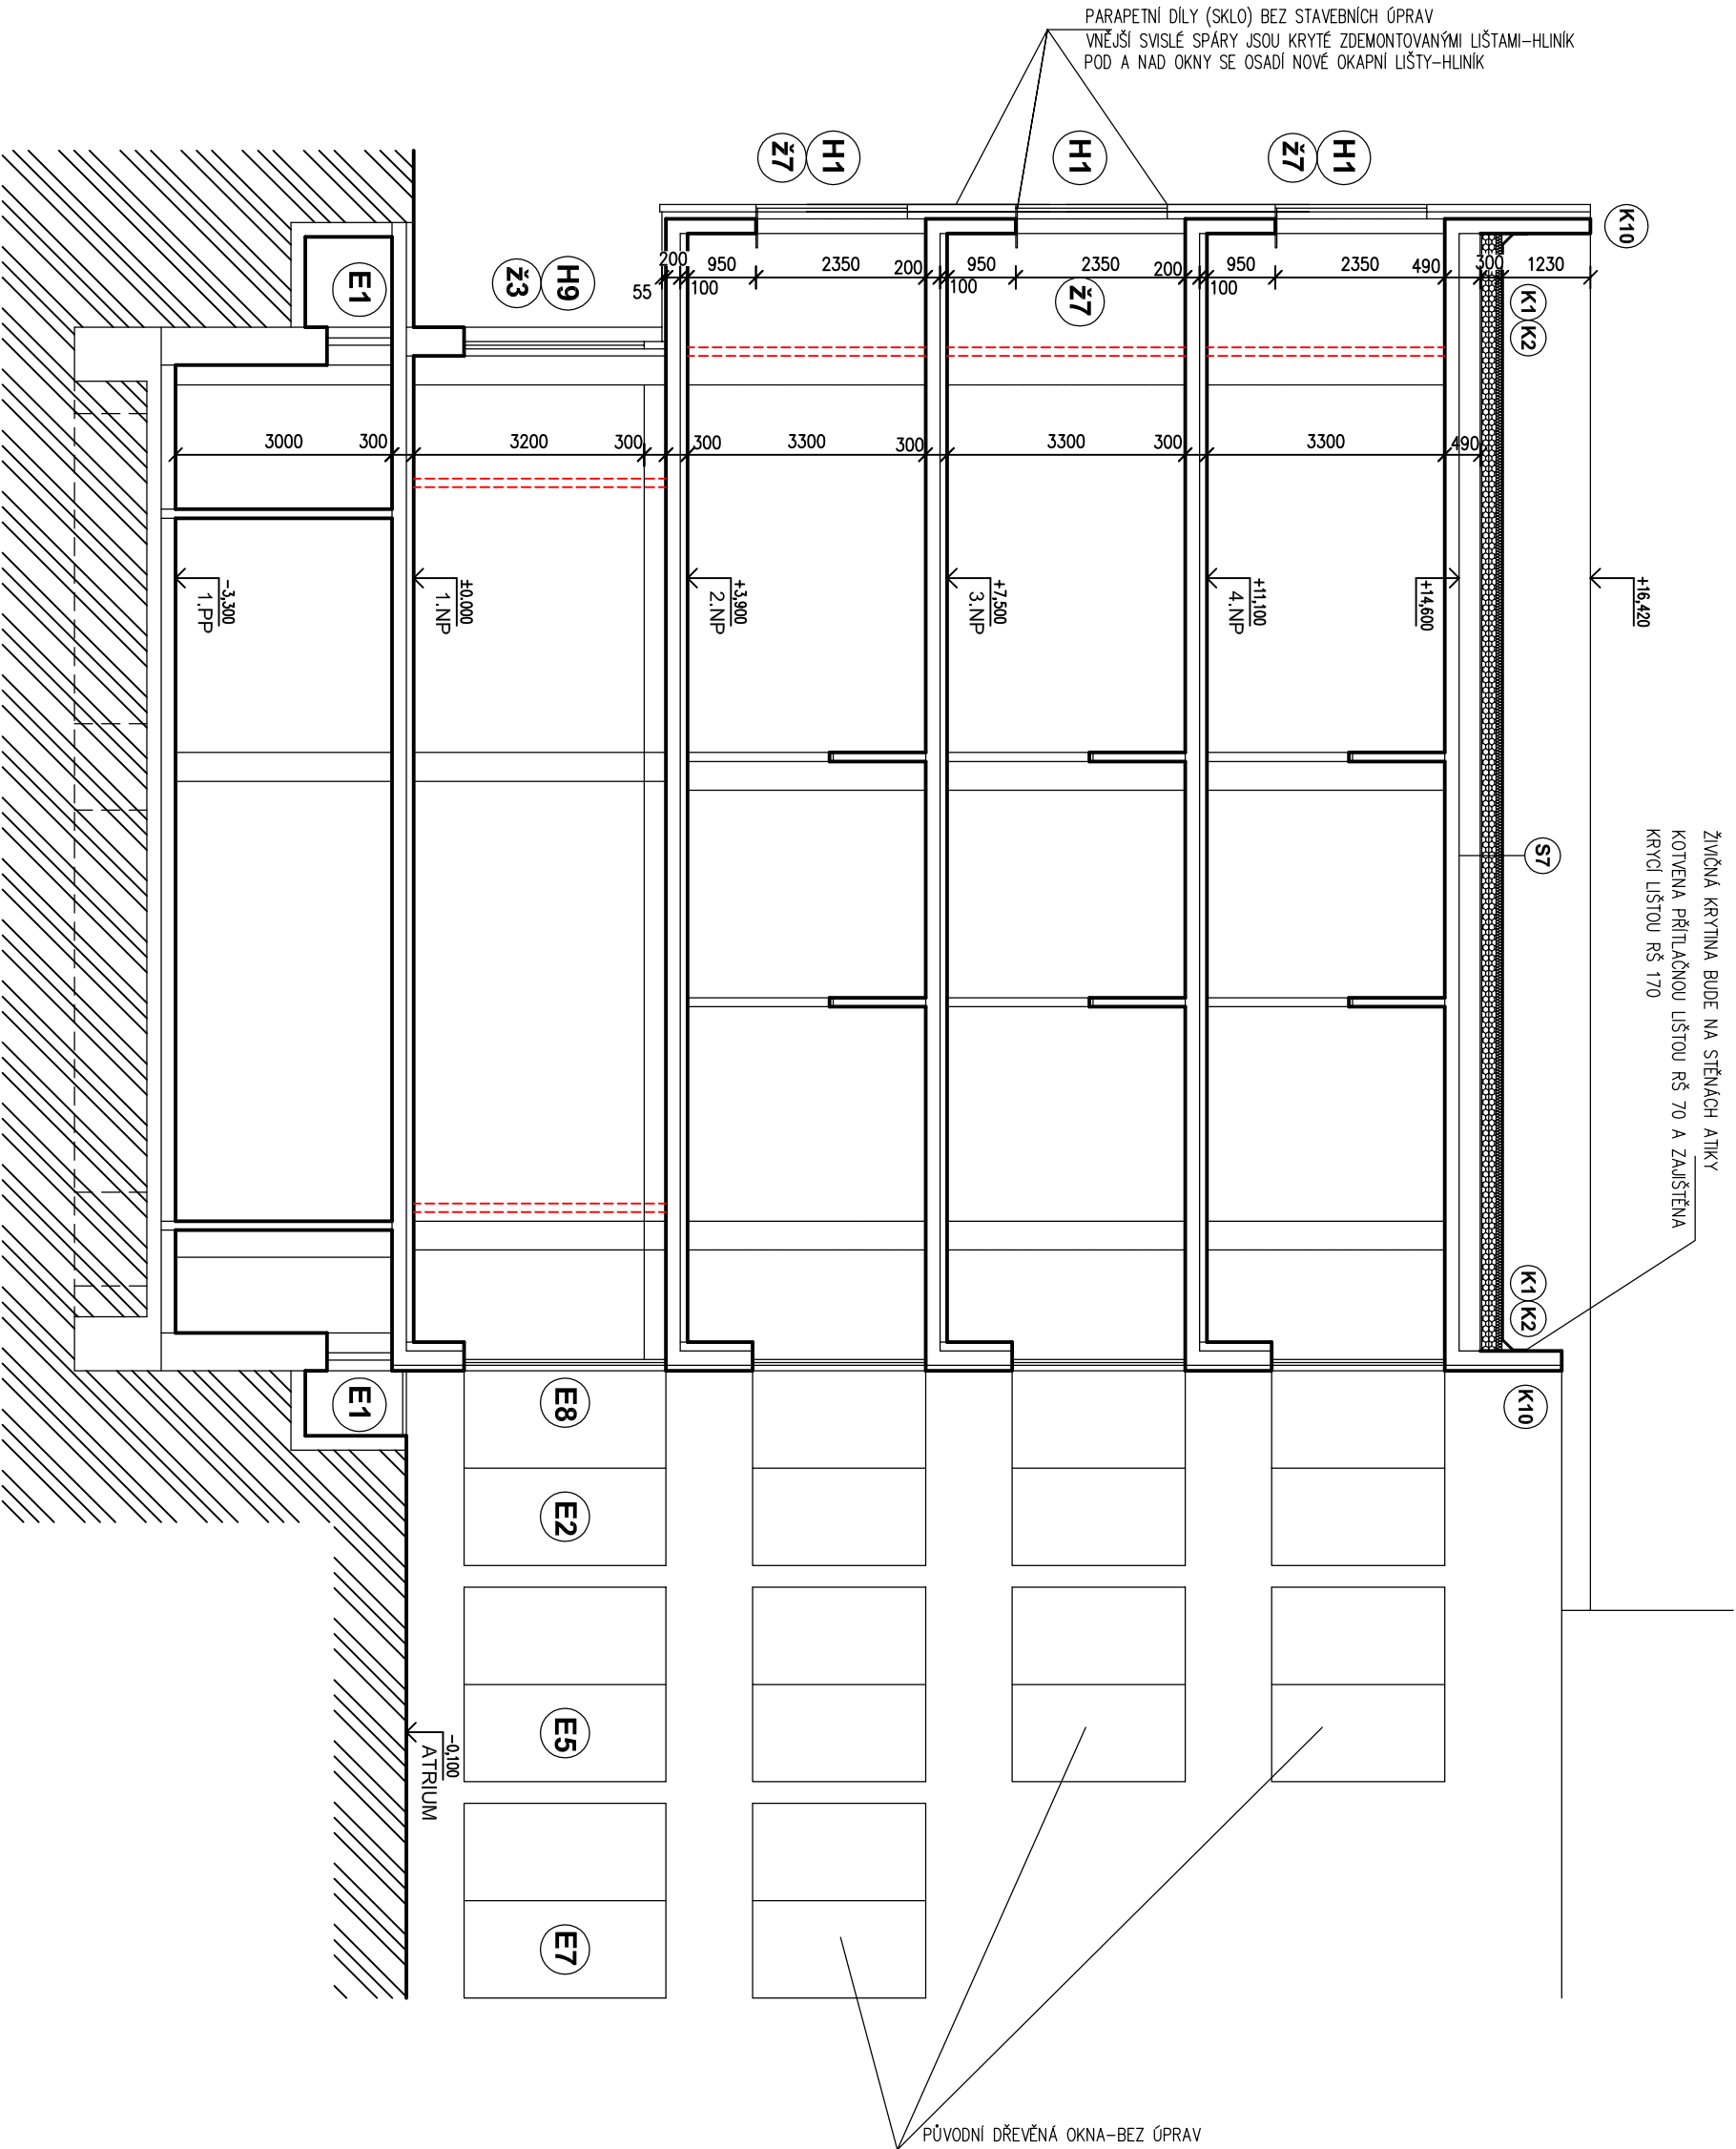 PARAPETNÍ DÍLY (SKLO) BEZ STAVEBNÍCH ÚPRAV
VNĚJŠÍ SVISLÉ SPÁRY JSOU KRYTÉ ZDEMONTOVANÝMI LIŠTAMI-HLINÍK
POD A NAD OKNY SE OSADÍ NOVÉ OKAPNÍ LIŠTY-HLINÍK
Ž7
H1
H1
Ž7
H1
K10
E1
Ž3
H9
200
950
2350
200
950
2350
200
950
2350
490
300
1230
55
100
100
Ž7
100
K1
K2
3000
300
3200
300
300
3300
300
3300
300
3300
490
-3,300
1.PP
±0.000
1.NP
+3,900
2.NP
+7,500
3.NP
+11,100
4.NP
+14,600
+16,420
S7
ŽIVIČNÁ KRYTINA BUDE NA STĚNÁCH ATIKY
KOTVENA PŘÍTLAČNOU LIŠTOU RŠ 70 A ZAJIŠTĚNA
KRYCÍ LIŠTOU RŠ 170
K1
K2
E1
E8
K10
E2
E5
-0,100
ATRIUM
E7
PŮVODNÍ DŘEVĚNÁ OKNA-BEZ ÚPRAV